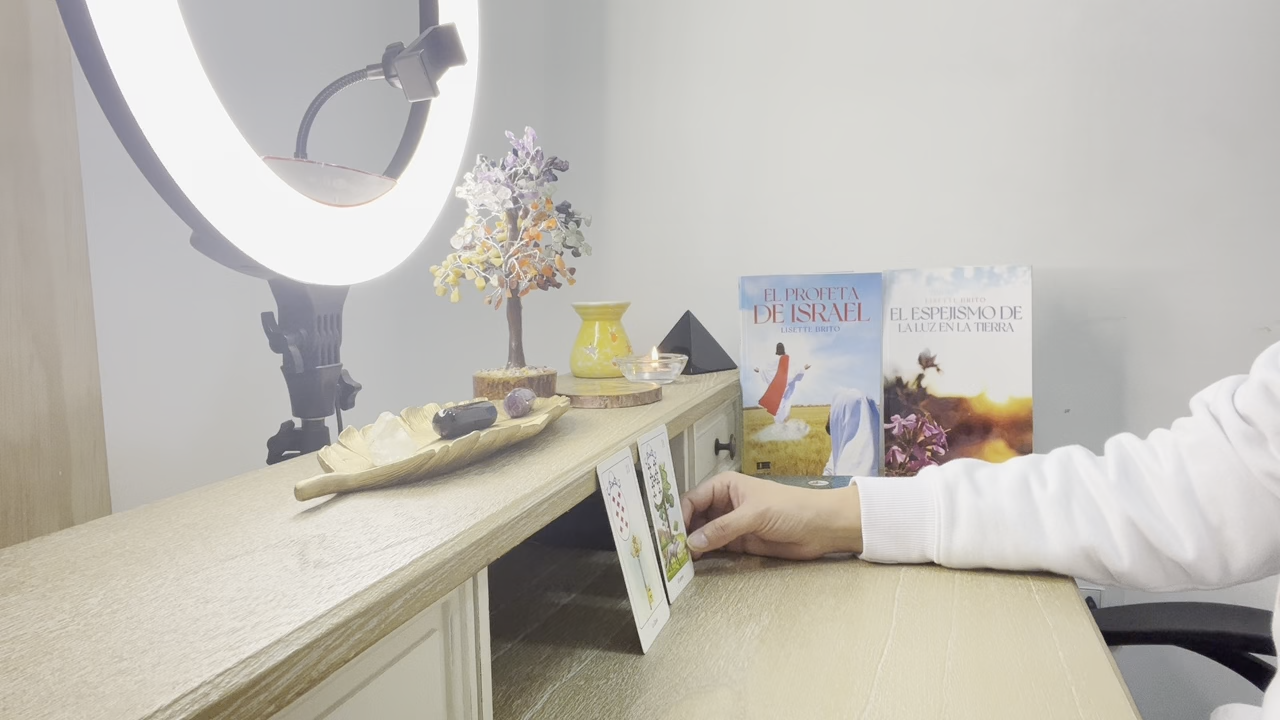 EL PROFETA
DE ISRAEL
LISETTE BRITO
LISETTE BRITO
EL ESPEJISMO DE
LA LUZ EN LA TIERRA